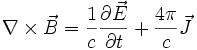 ∇ × B⃗ = (1/c) ∂E⃗/∂t + (4π/c) J⃗